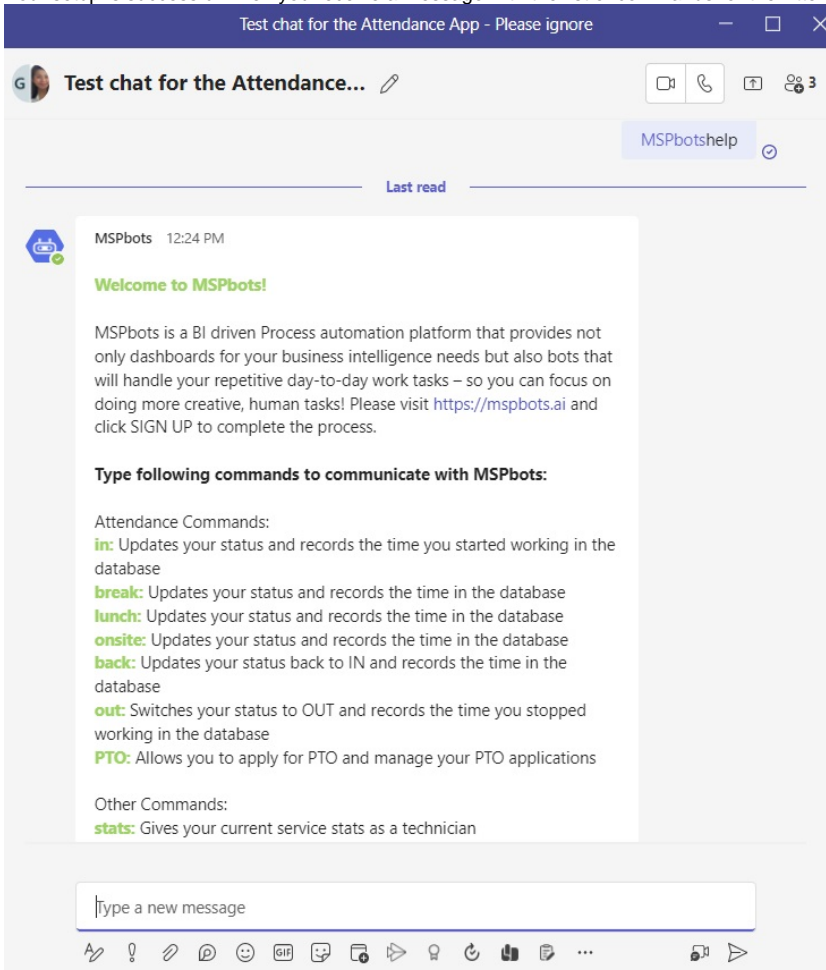 Test chat for the Attendance App - Please ignore
G
Test chat for the Attendance...
3
MSPbotshelp
Last read
MSPbots 12:24 PM
Welcome to MSPbots!
MSPbots is a BI driven Process automation platform that provides not
only dashboards for your business intelligence needs but also bots that
will handle your repetitive day-to-day work tasks – so you can focus on
doing more creative, human tasks! Please visit https://mspbots.ai and
click SIGN UP to complete the process.
Type following commands to communicate with MSPbots:
Attendance Commands:
in: Updates your status and records the time you started working in the
database
break: Updates your status and records the time in the database
lunch: Updates your status and records the time in the database
onsite: Updates your status and records the time in the database
back: Updates your status back to IN and records the time in the
database
out: Switches your status to OUT and records the time you stopped
working in the database
PTO: Allows you to apply for PTO and manage your PTO applications
Other Commands:
stats: Gives your current service stats as a technician
Type a new message
GIF